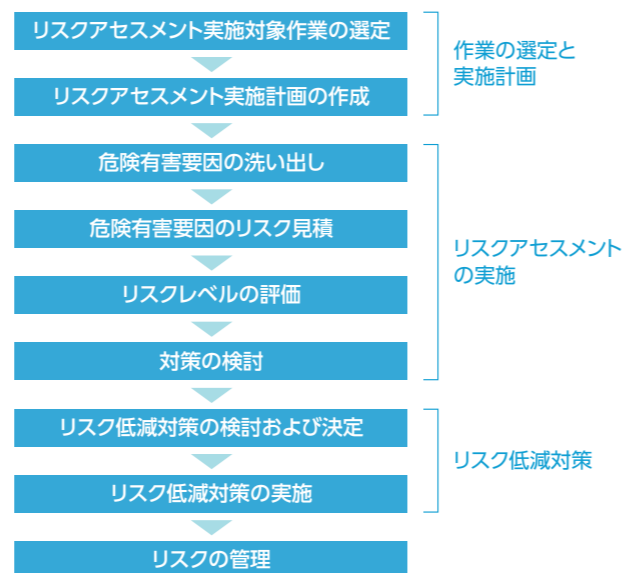 リスクアセスメント実施対象作業の選定
リスクアセスメント実施計画の作成
作業の選定と
実施計画
危険有害要因の洗い出し
危険有害要因のリスク見積
リスクレベルの評価
対策の検討
リスクアセスメント
の実施
リスク低減対策の検討および決定
リスク低減対策の実施
リスク低減対策
リスクの管理